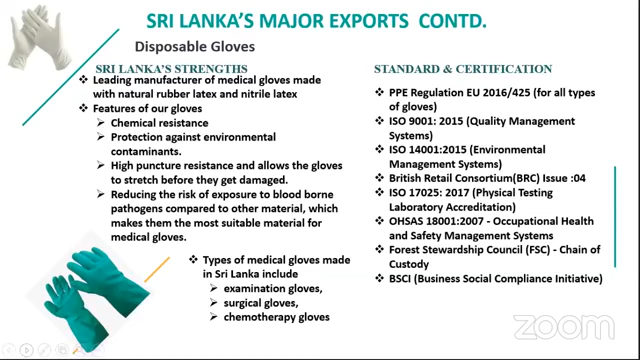 SRI LANKA'S MAJOR EXPORTS CONTD.
Disposable Gloves
SRI LANKA'S STRENGTHS
❖ Leading manufacturer of medical gloves made
with natural rubber latex and nitrile latex
❖ Features of our gloves
➢ Chemical resistance
➢ Protection against environmental
contaminants.
➢ High puncture resistance and allows the gloves
to stretch before they get damaged.
➢ Reducing the risk of exposure to blood borne
pathogens compared to other material, which
makes them the most suitable material for
medical gloves.
❖ Types of medical gloves made
in Sri Lanka include
➢ examination gloves,
➢ surgical gloves,
➢ chemotherapy gloves
STANDARD & CERTIFICATION
❖ PPE Regulation EU 2016/425 (for all types
of gloves)
❖ ISO 9001: 2015 (Quality Management
Systems)
❖ ISO 14001:2015 (Environmental
Management Systems)
❖ British Retail Consortium(BRC) Issue :04
❖ ISO 17025: 2017 (Physical Testing
Laboratory Accreditation)
❖ OHSAS 18001:2007 - Occupational Health
and Safety Management Systems
❖ Forest Stewardship Council (FSC) - Chain of
Custody
❖ BSCI (Business Social Compliance Initiative)
zoom